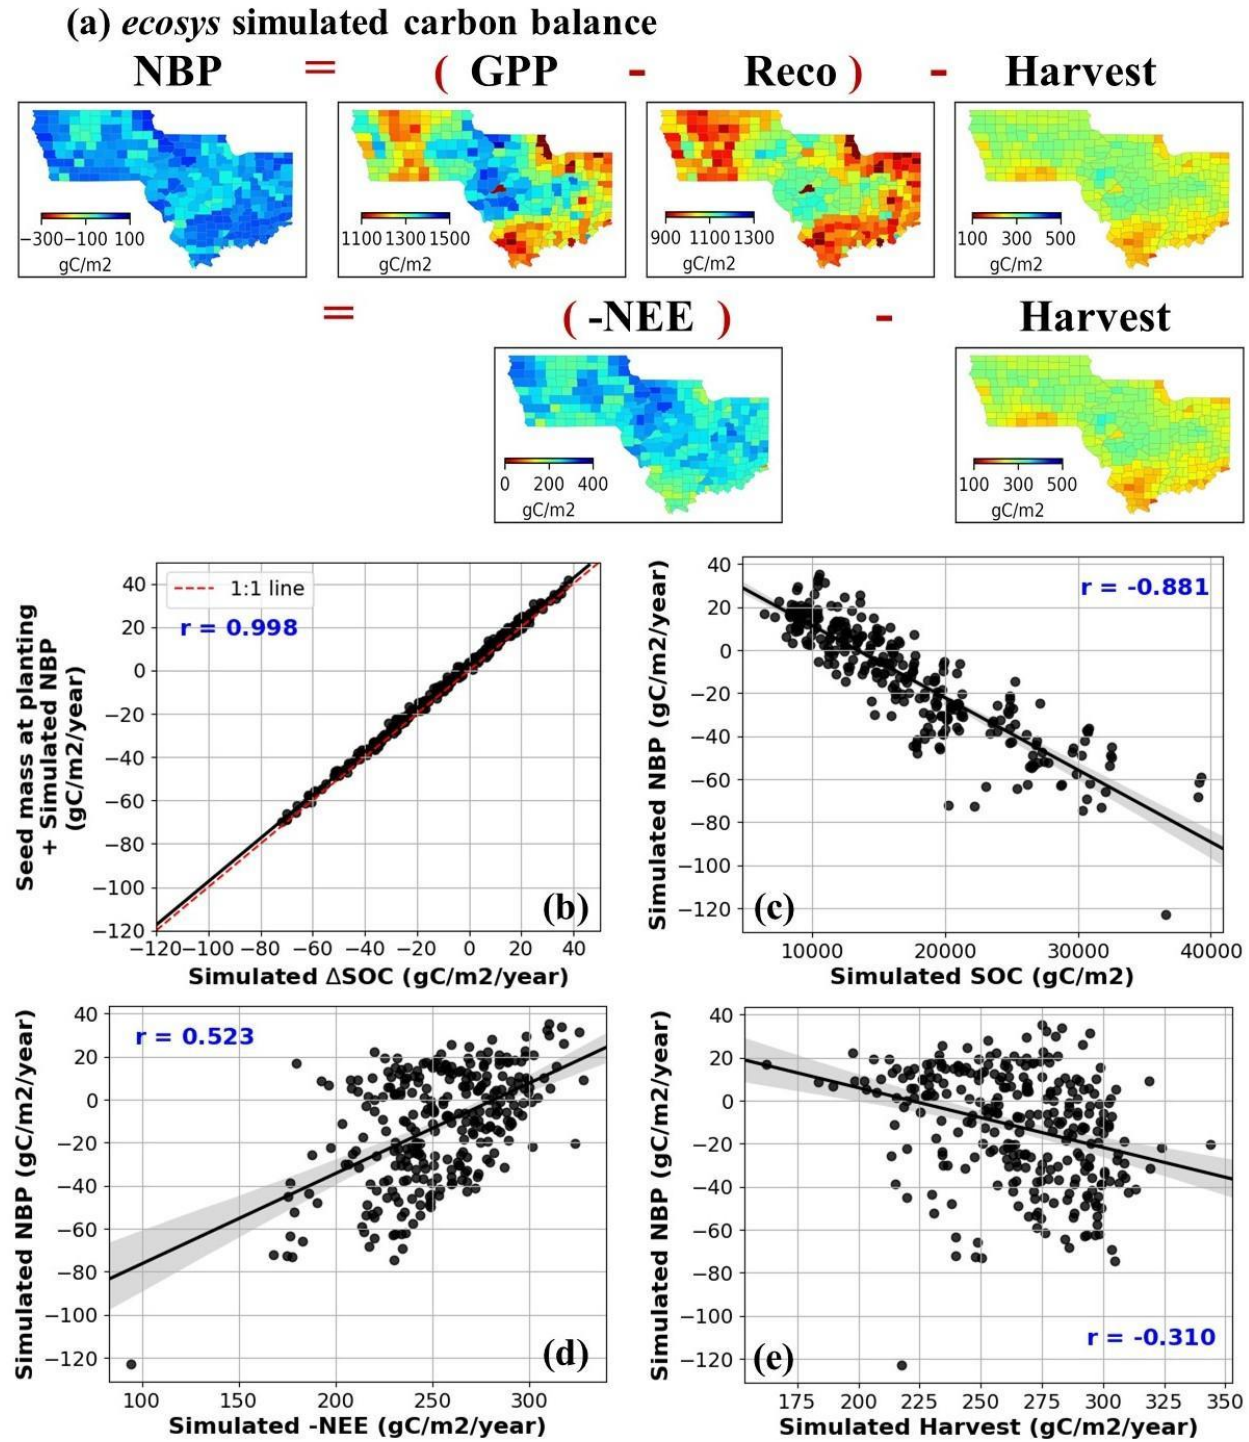 (a) ecosys simulated carbon balance
NBP = ( GPP - Reco ) - Harvest
−300 −100 100
gC/m2
1100 1300 1500
gC/m2
900 1100 1300
gC/m2
100 300 500
gC/m2
= ( -NEE ) - Harvest
0 200 400
gC/m2
100 300 500
gC/m2
Seed mass at planting
+ Simulated NBP
(gC/m2/year)
40
20
0
−20
−40
−60
−80
−100
−120
1:1 line
r = 0.998
(b)
−120 −100 −80 −60 −40 −20 0 20 40
Simulated ΔSOC (gC/m2/year)
Simulated NBP (gC/m2/year)
40
20
0
−20
−40
−60
−80
−100
−120
r = -0.881
(c)
10000 20000 30000 40000
Simulated SOC (gC/m2)
Simulated NBP (gC/m2/year)
40
20
0
−20
−40
−60
−80
−100
−120
r = 0.523
(d)
100 150 200 250 300
Simulated -NEE (gC/m2/year)
Simulated NBP (gC/m2/year)
40
20
0
−20
−40
−60
−80
−100
−120
r = -0.310
(e)
175 200 225 250 275 300 325 350
Simulated Harvest (gC/m2/year)